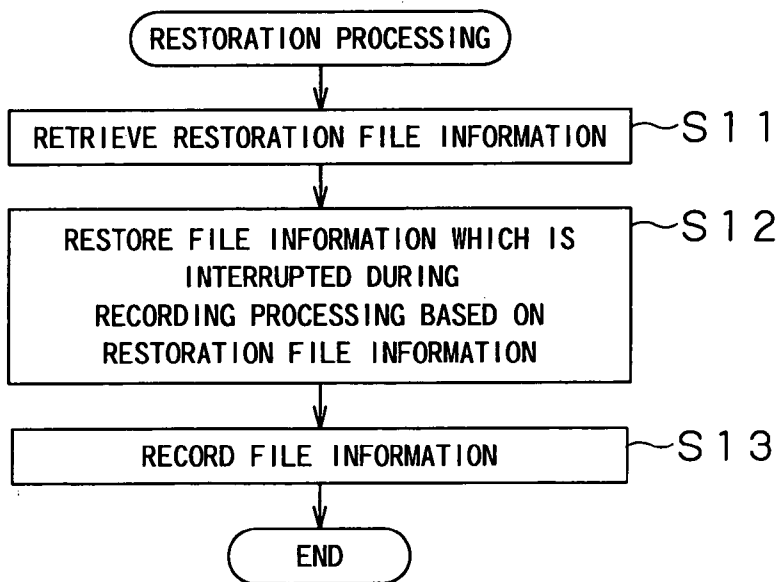 RESTORATION PROCESSING
RETRIEVE RESTORATION FILE INFORMATION
S11
RESTORE FILE INFORMATION WHICH IS
INTERRUPTED DURING
RECORDING PROCESSING BASED ON
RESTORATION FILE INFORMATION
S12
RECORD FILE INFORMATION
S13
END